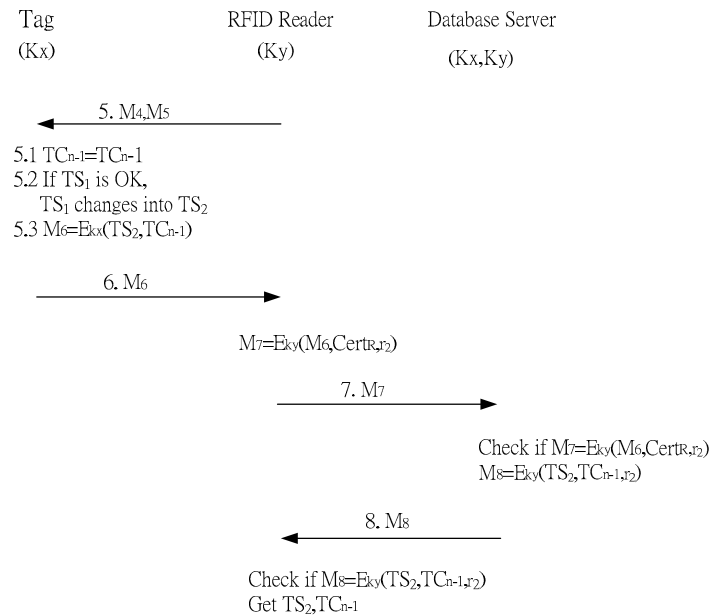 Tag RFID Reader Database Server
(Kx) (Ky) (Kx,Ky)
5. M4,M5
5.1 TCn-1=TCn-1
5.2 If TS1 is OK,
TS1 changes into TS2
5.3 M6=Ekx(TS2,TCn-1)
6. M6
M7=Eky(M6,CertR,r2)
7. M7
Check if M7=Eky(M6,CertR,r2)
M8=Eky(TS2,TCn-1,r2)
8. M8
Check if M8=Eky(TS2,TCn-1,r2)
Get TS2,TCn-1